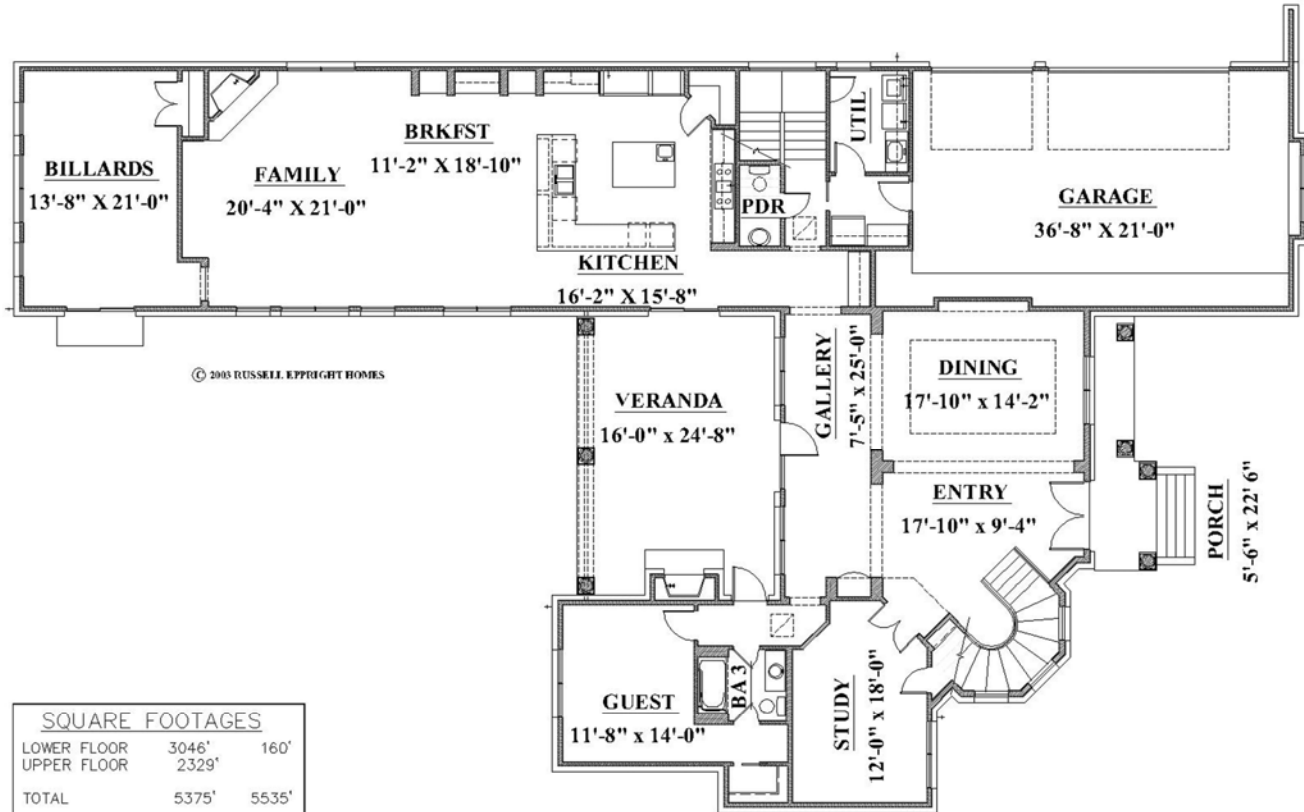 BILLARDS
13'-8" X 21'-0"
FAMILY
20'-4" X 21'-0"
BRKFST
11'-2" X 18'-10"
KITCHEN
16'-2" X 15'-8"
PDR
UTIL
GARAGE
36'-8" X 21'-0"
© 2003 RUSSELL EPPRIGHT HOMES
VERANDA
16'-0" x 24'-8"
GALLERY
7'-5" x 25'-0"
DINING
17'-10" x 14'-2"
ENTRY
17'-10" x 9'-4"
PORCH
5'-6" x 22' 6"
GUEST
11'-8" x 14'-0"
BA 3
STUDY
12'-0" x 18'-0"
SQUARE FOOTAGES
LOWER FLOOR 3046' 160'
UPPER FLOOR 2329'
TOTAL 5375' 5535'